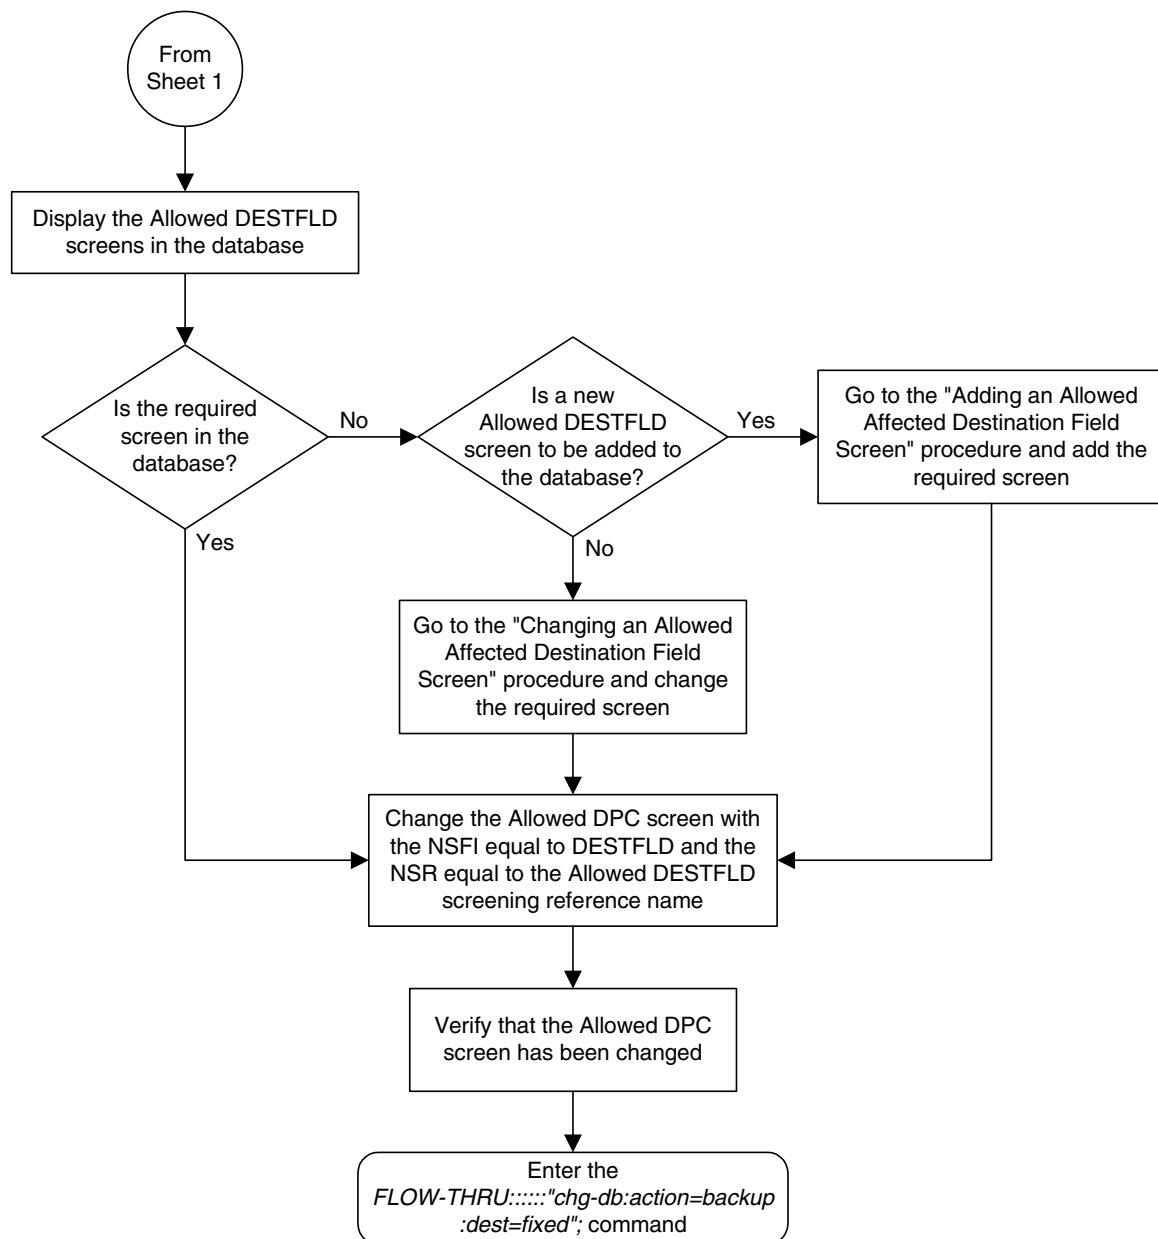 From
Sheet 1
Display the Allowed DESTFLD
screens in the database
Is the required
screen in the
database?
No
Yes
Is a new
Allowed DESTFLD
screen to be added to
the database?
Yes
No
Go to the "Adding an Allowed
Affected Destination Field
Screen" procedure and add the
required screen
Go to the "Changing an Allowed
Affected Destination Field
Screen" procedure and change
the required screen
Change the Allowed DPC screen with
the NSFI equal to DESTFLD and the
NSR equal to the Allowed DESTFLD
screening reference name
Verify that the Allowed DPC
screen has been changed
Enter the
FLOW-THRU::::::"chg-db:action=backup
:dest=fixed"; command